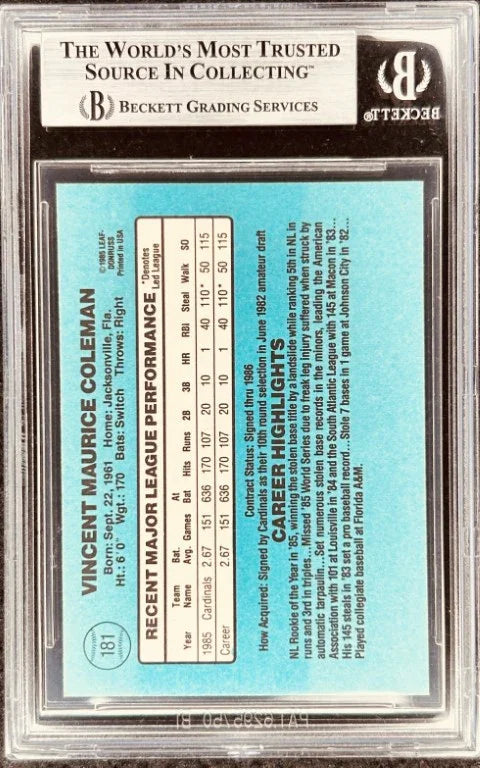 THE WORLD'S MOST TRUSTED
SOURCE IN COLLECTING™
B BECKETT GRADING SERVICES
B
BECKETT®
181
VINCENT MAURICE COLEMAN
©1986 LEAF-
DONRUSS
Printed in USA
Born: Sept. 22, 1961 Home: Jacksonville, Fla.
Ht.: 6' 0" Wgt.: 170 Bats: Switch Throws: Right
RECENT MAJOR LEAGUE PERFORMANCE
*Denotes
Led League
Year Team Name Bat. Avg. Games At Bat Hits Runs 2B 3B HR RBI Steal Walk SO
1985 Cardinals 2 67 151 636 170 107 20 10 1 40 110* 50 115
Career 2 67 151 636 170 107 20 10 1 40 110* 50 115
Contract Status: Signed thru 1986
How Acquired: Signed by Cardinals as their 10th round selection in June 1982 amateur draft
CAREER HIGHLIGHTS
NL Rookie of the Year in '85, winning the stolen base title by a landslide while ranking 5th in NL in
runs and 3rd in triples...Missed '85 World Series due to freak leg injury suffered when struck by
automatic tarpaulin...Set numerous stolen base records in the minors, leading the American
Association with 101 at Louisville in '84 and the South Atlantic League with 145 at Macon in '83...
His 145 steals in '83 set a pro baseball record...Stole 7 bases in 1 game at Johnson City in '82...
Played collegiate baseball at Florida A&M.